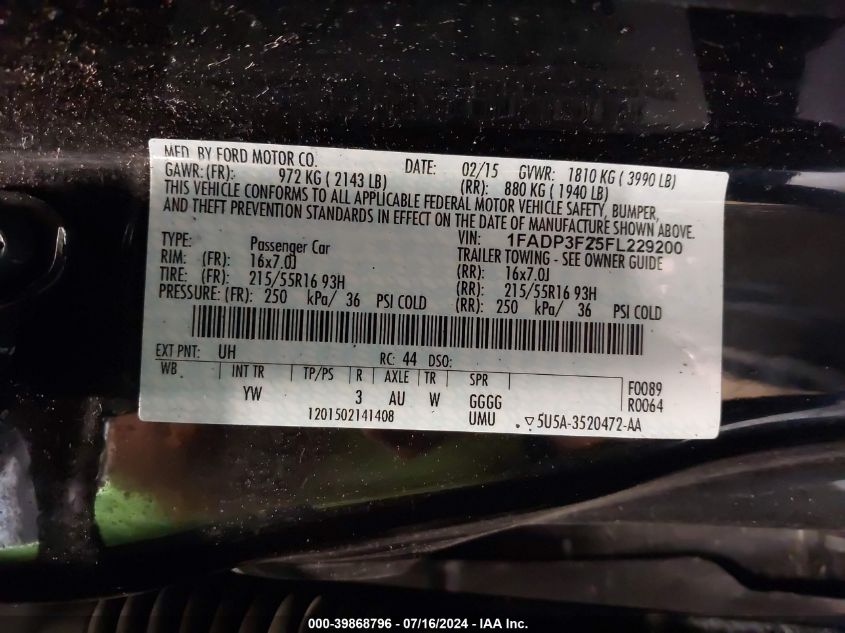 MFD. BY FORD MOTOR CO. DATE: 02/15 GVWR: 1810 KG ( 3990 LB)
GAWR: (FR): 972 KG ( 2143 LB) (RR): 880 KG ( 1940 LB)
THIS VEHICLE CONFORMS TO ALL APPLICABLE FEDERAL MOTOR VEHICLE SAFETY, BUMPER,
AND THEFT PREVENTION STANDARDS IN EFFECT ON THE DATE OF MANUFACTURE SHOWN ABOVE.
VIN: 1FADP3FZ5FL229200
TYPE: Passenger Car TRAILER TOWING - SEE OWNER GUIDE
RIM: (FR): 16x7.0J (RR): 16x7.0J
TIRE: (FR): 215/55R16 93H (RR): 215/55R16 93H
PRESSURE: (FR): 250 kPa/ 36 PSI COLD (RR): 250 kPa/ 36 PSI COLD
EXT PNT: UH RC: 44 DSO:
WB INT TR TP/PS R AXLE TR SPR F0089
YW 3 AU W GGGG R0064
1201502141408 UMU ▽5U5A-3520472-AA
000-39868796 - 07/16/2024 - IAA Inc.